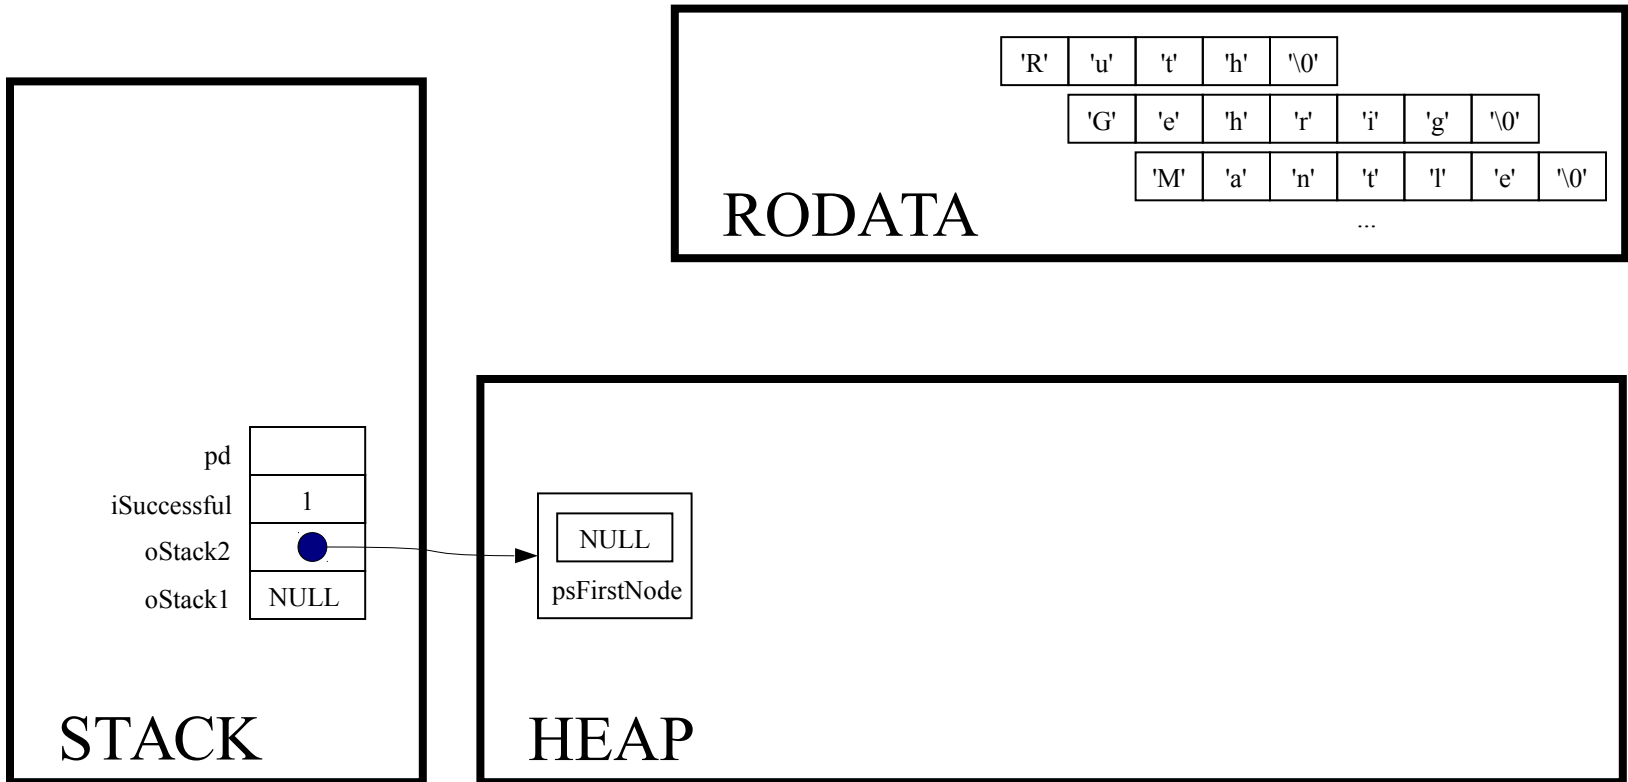 'R' 'u' 't' 'h' '\0'
'G' 'e' 'h' 'r' 'i' 'g' '\0'
'M' 'a' 'n' 't' 'l' 'e' '\0'
...
RODATA
pd
iSuccessful 1
oStack2
oStack1 NULL
STACK
NULL
psFirstNode
HEAP